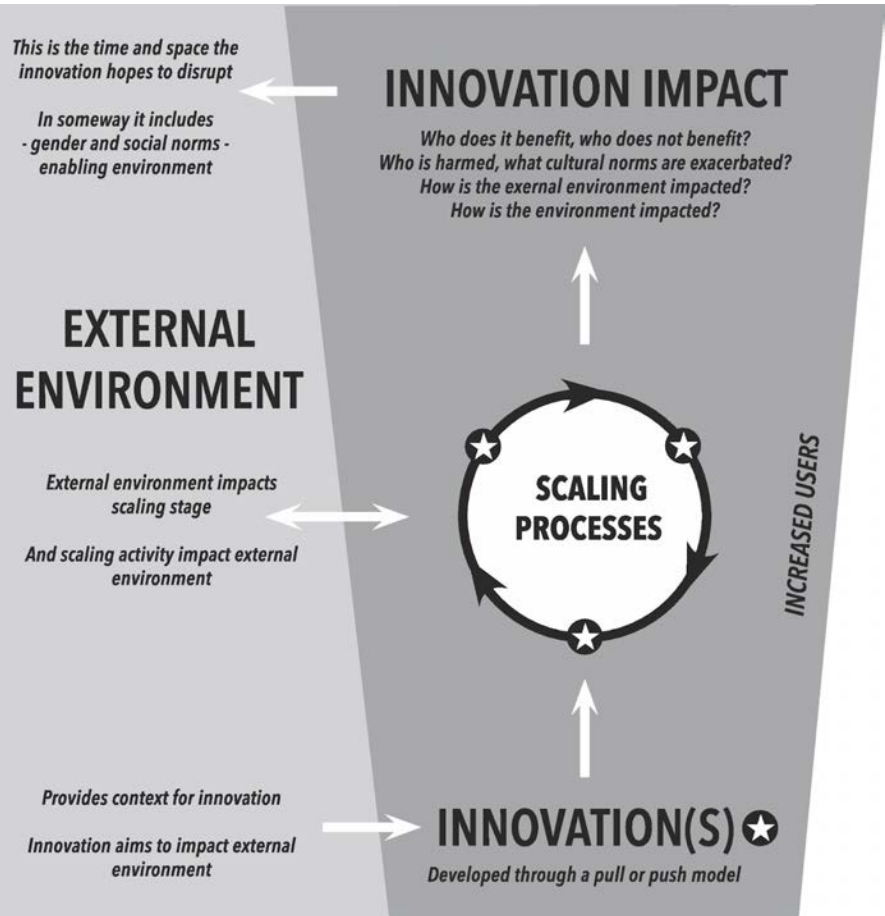 This is the time and space the
innovation hopes to disrupt
In someway it includes
- gender and social norms -
enabling environment
INNOVATION IMPACT
Who does it benefit, who does not benefit?
Who is harmed, what cultural norms are exacerbated?
How is the exernal environment impacted?
How is the environment impacted?
EXTERNAL
ENVIRONMENT
External environment impacts
scaling stage
And scaling activity impact external
environment
SCALING
PROCESSES
INCREASED USERS
Provides context for innovation
Innovation aims to impact external
environment
INNOVATION(S)
Developed through a pull or push model